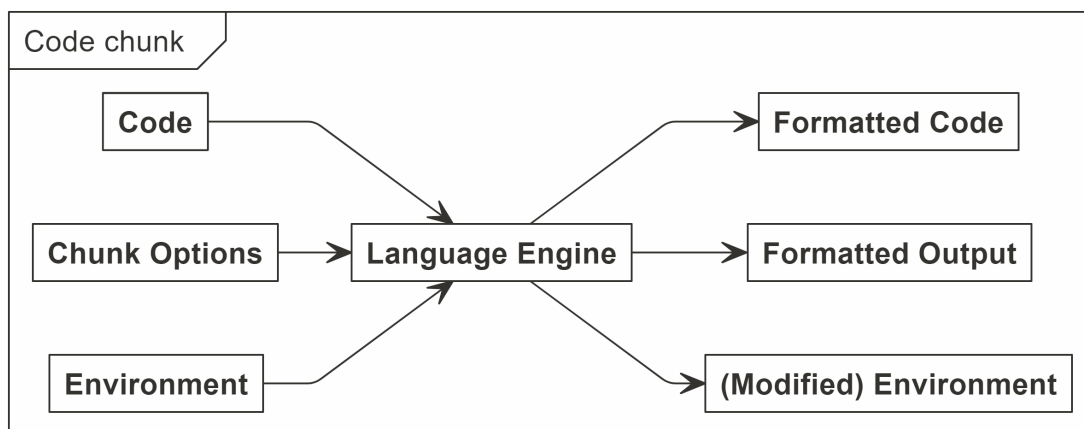 Code chunk
Code
Formatted Code
Chunk Options
Language Engine
Formatted Output
Environment
(Modified) Environment